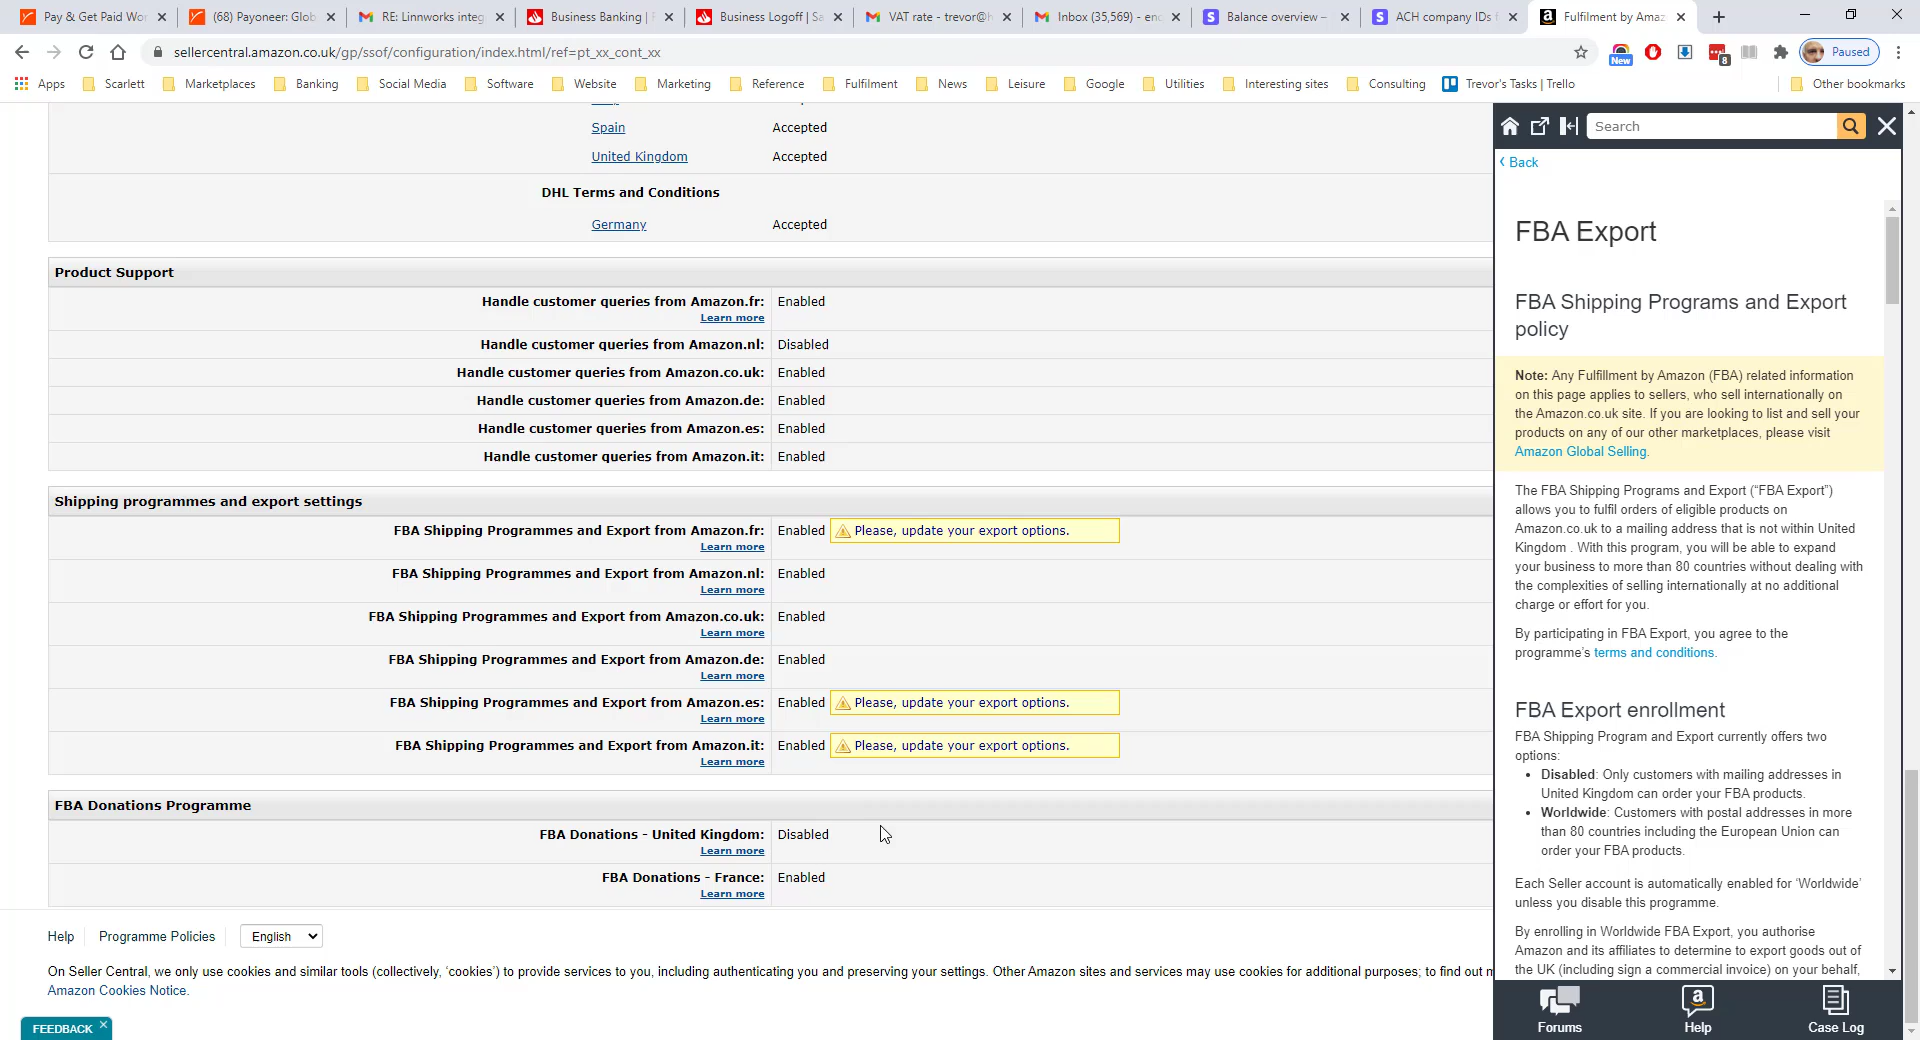 Pay & Get Paid Wor
(68) Payoneer: Glob
RE: Linnworks integ
Business Banking | 
Business Logoff | Sa
VAT rate - trevor@h
Inbox (35,569) - enq
Balance overview –
ACH company IDs f
Fulfilment by Amaz
sellercentral.amazon.co.uk/gp/ssof/configuration/index.html/ref=pt_xx_cont_xx
New
8
Paused
Apps
Scarlett
Marketplaces
Banking
Social Media
Software
Website
Marketing
Reference
Fulfilment
News
Leisure
Google
Utilities
Interesting sites
Consulting
Trevor's Tasks | Trello
Other bookmarks
Spain Accepted
United Kingdom Accepted
DHL Terms and Conditions
Germany Accepted
Product Support
Handle customer queries from Amazon.fr: Enabled
Learn more
Handle customer queries from Amazon.nl: Disabled
Handle customer queries from Amazon.co.uk: Enabled
Handle customer queries from Amazon.de: Enabled
Handle customer queries from Amazon.es: Enabled
Handle customer queries from Amazon.it: Enabled
Shipping programmes and export settings
FBA Shipping Programmes and Export from Amazon.fr: Enabled Please, update your export options.
Learn more
FBA Shipping Programmes and Export from Amazon.nl: Enabled
Learn more
FBA Shipping Programmes and Export from Amazon.co.uk: Enabled
Learn more
FBA Shipping Programmes and Export from Amazon.de: Enabled
Learn more
FBA Shipping Programmes and Export from Amazon.es: Enabled Please, update your export options.
Learn more
FBA Shipping Programmes and Export from Amazon.it: Enabled Please, update your export options.
Learn more
FBA Donations Programme
FBA Donations - United Kingdom: Disabled
Learn more
FBA Donations - France: Enabled
Learn more
Help
Programme Policies
English
On Seller Central, we only use cookies and similar tools (collectively, 'cookies') to provide services to you, including authenticating you and preserving your settings. Other Amazon sites and services may use cookies for additional purposes; to find out m
Amazon Cookies Notice.
FEEDBACK
Search
Back
FBA Export
FBA Shipping Programs and Export
policy
Note: Any Fulfillment by Amazon (FBA) related information
on this page applies to sellers, who sell internationally on
the Amazon.co.uk site. If you are looking to list and sell your
products on any of our other marketplaces, please visit
Amazon Global Selling.
The FBA Shipping Programs and Export (“FBA Export”)
allows you to fulfil orders of eligible products on
Amazon.co.uk to a mailing address that is not within United
Kingdom . With this program, you will be able to expand
your business to more than 80 countries without dealing with
the complexities of selling internationally at no additional
charge or effort for you.
By participating in FBA Export, you agree to the
programme’s terms and conditions.
FBA Export enrollment
FBA Shipping Program and Export currently offers two
options:
• Disabled: Only customers with mailing addresses in
United Kingdom can order your FBA products.
• Worldwide: Customers with postal addresses in more
than 80 countries including the European Union can
order your FBA products.
Each Seller account is automatically enabled for ‘Worldwide’
unless you disable this programme.
By enrolling in Worldwide FBA Export, you authorise
Amazon and its affiliates to determine to export goods out of
the UK (including sign a commercial invoice) on your behalf,
Forums
Help
Case Log